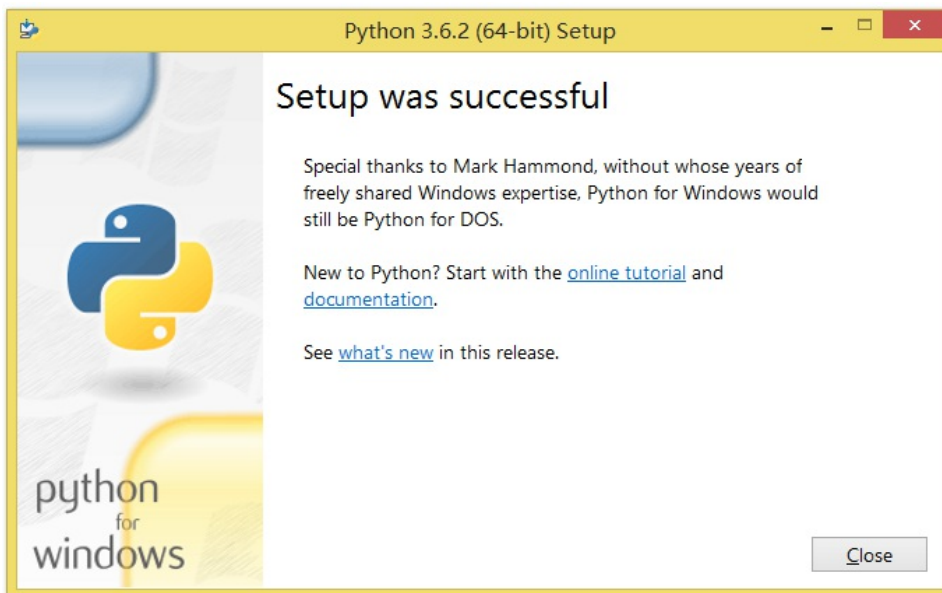 Python 3.6.2 (64-bit) Setup
Setup was successful
Special thanks to Mark Hammond, without whose years of
freely shared Windows expertise, Python for Windows would
still be Python for DOS.
New to Python? Start with the online tutorial and
documentation.
See what's new in this release.
python
for
windows
Close